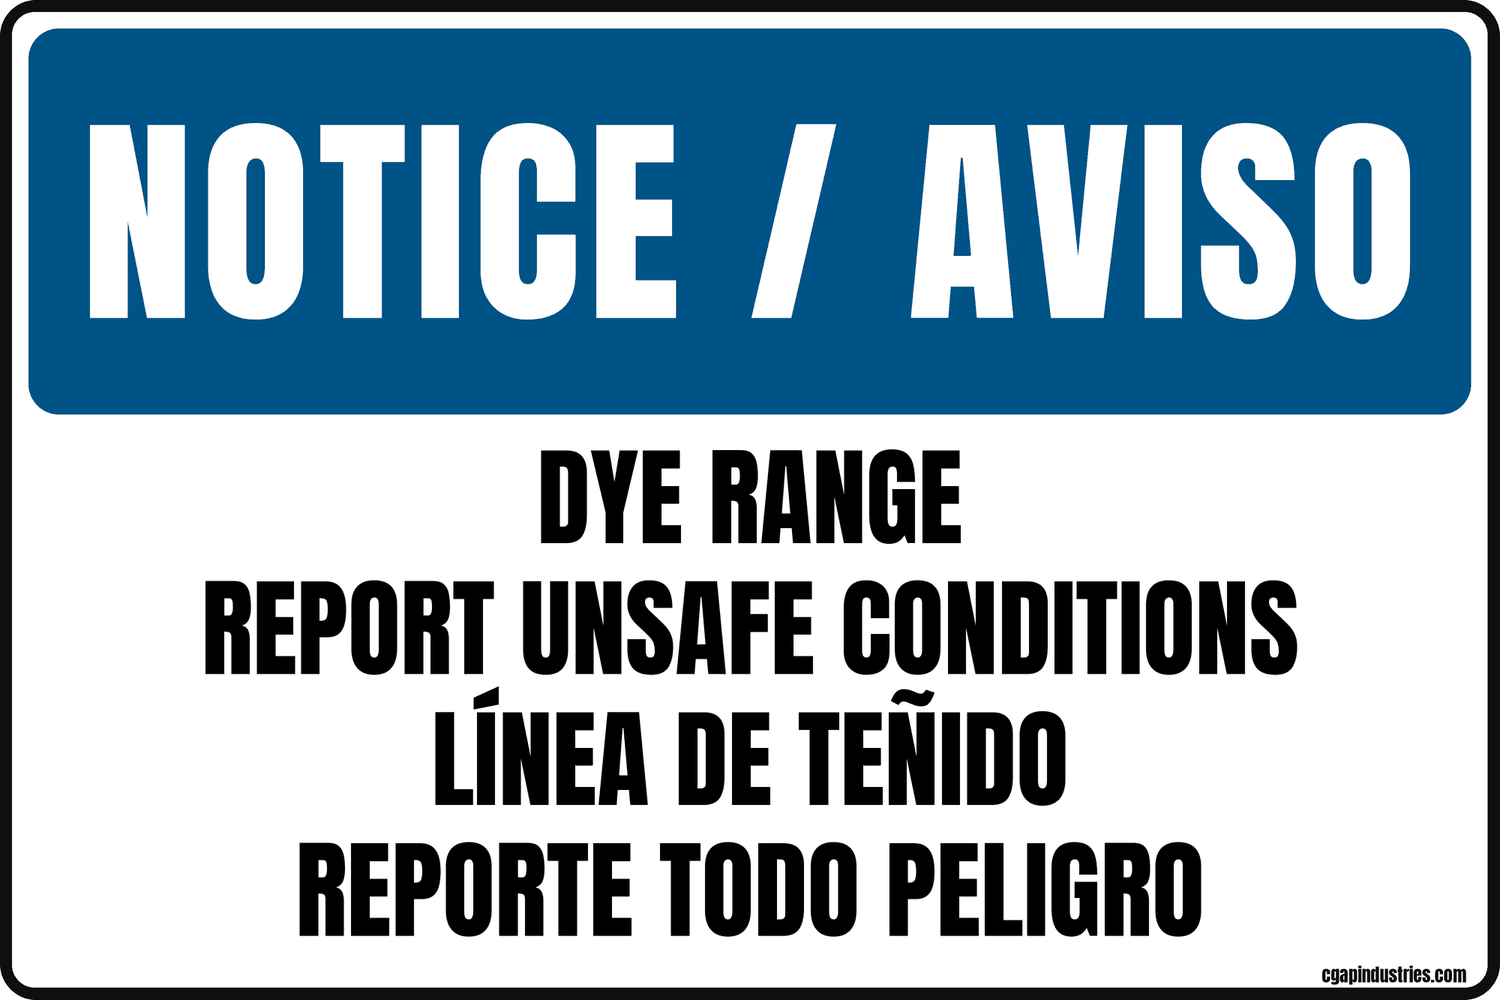 NOTICE / AVISO
DYE RANGE
REPORT UNSAFE CONDITIONS
LÍNEA DE TEÑIDO
REPORTE TODO PELIGRO
cgapindustries.com